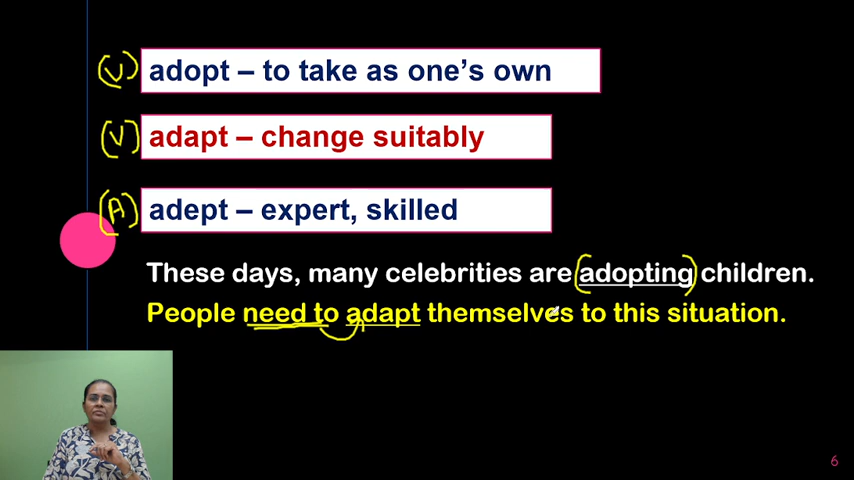 (V) adopt – to take as one’s own
(V) adapt – change suitably
(A) adept – expert, skilled
These days, many celebrities are (adopting) children.
People need to adapt themselves to this situation.
6